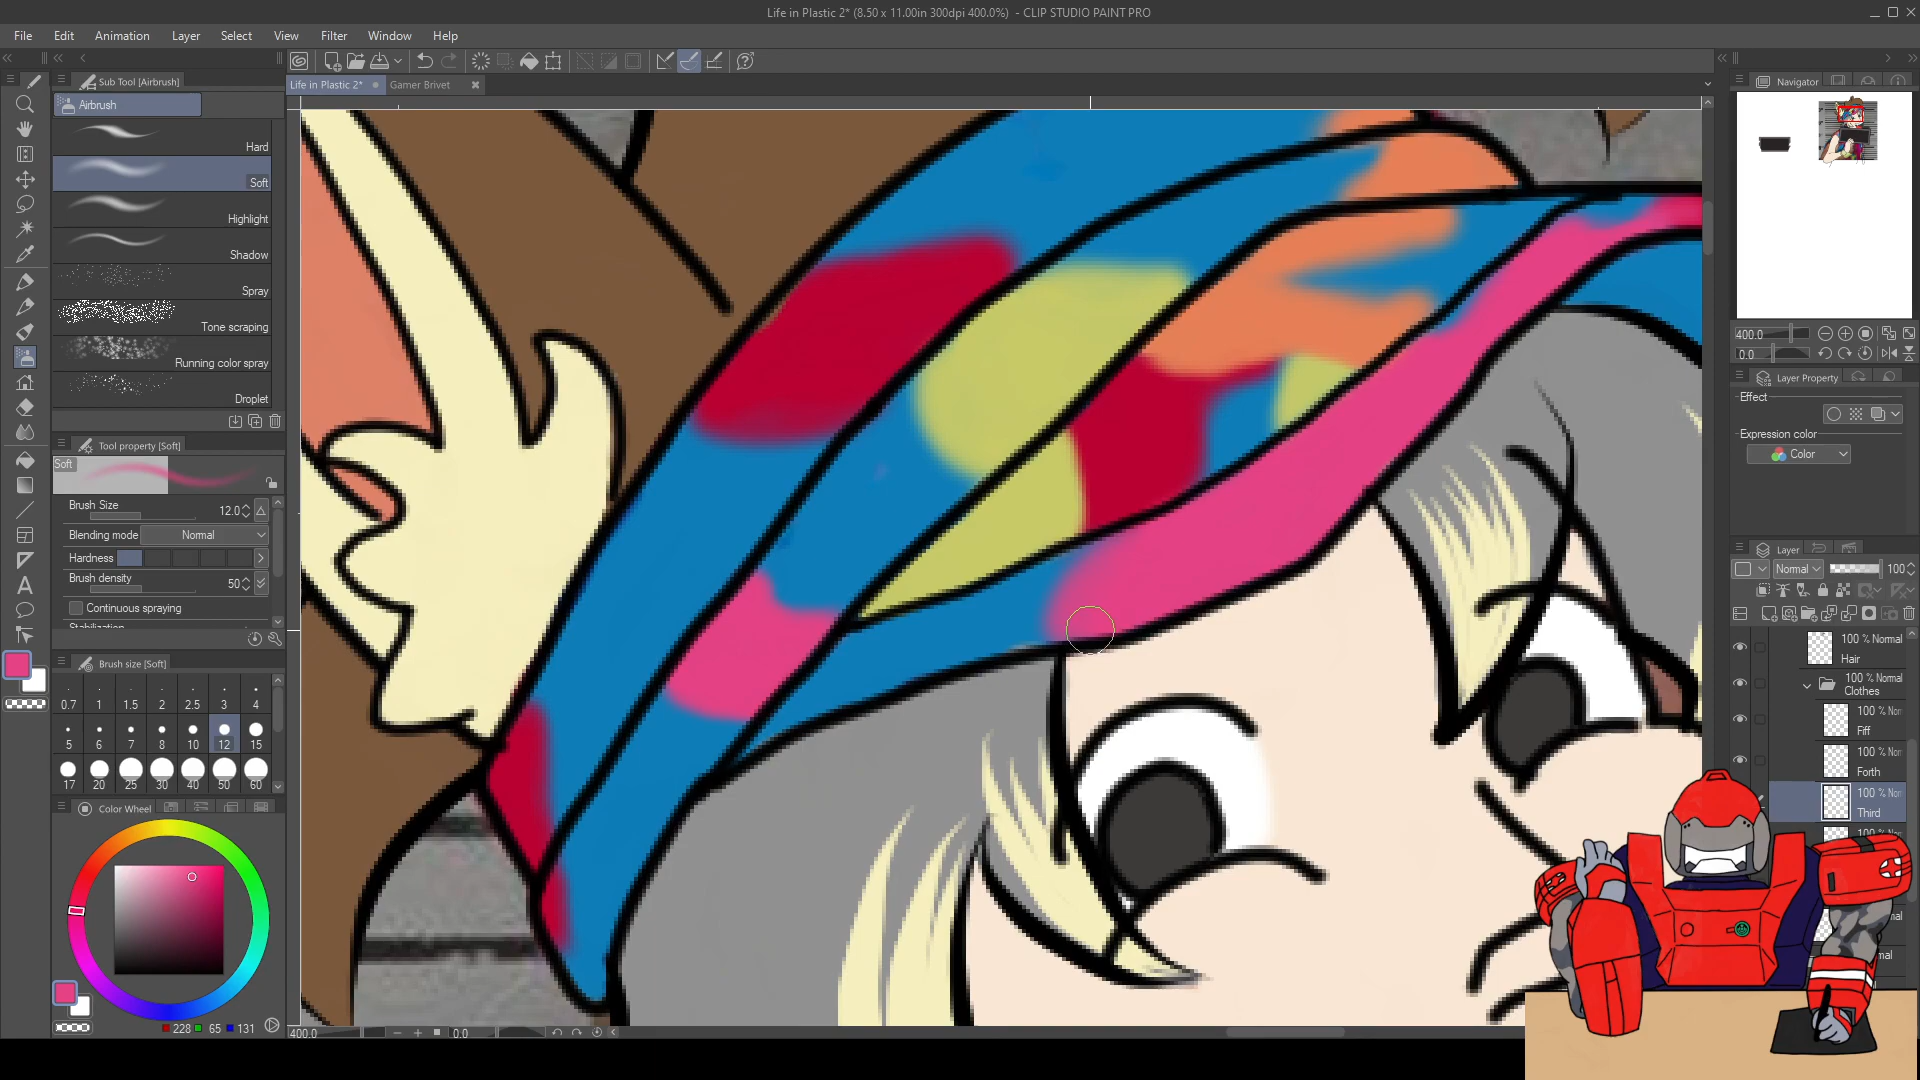 Life in Plastic 2* (8.50 x 11.00in 300dpi 400.0%) - CLIP STUDIO PAINT PRO
File Edit Animation Layer Select View Filter Window Help
Sub Tool [Airbrush]
Life in Plastic 2*
Gamer Brivet
Navigator
Airbrush
Hard
Soft
Highlight
Shadow
Spray
Tone scraping
Running color spray
Droplet
Tool property [Soft]
Soft
Brush Size 12.0
Blending mode Normal
Hardness
Brush density 50
Continuous spraying
Brush size [Soft]
0.7 1 1.5 2 2.5 3 4
5 6 7 8 10 12 15
17 20 25 30 40 50 60
Color Wheel
228 65 131
400.0 0.0
400.0
0.0
Layer Property
Effect
Expression color
Color
Layer
Normal 100
100 % Normal
Hair
100 % Normal
Clothes
100 % Nor
Fiff
100 % Nor
Forth
100 % Nor
Third